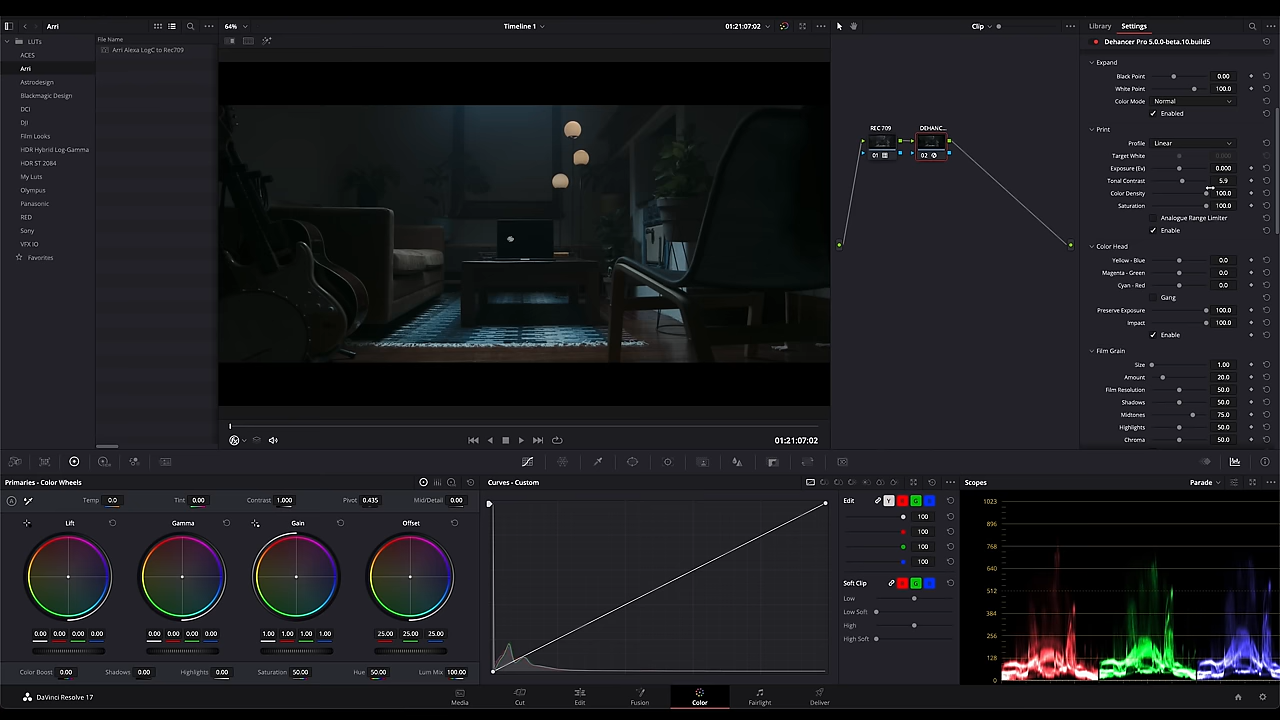 Arri
64%
Timeline 1
01:21:07:02
Clip
Library
Settings
Dehancer Pro 5.0.0-beta.10.build5
LUTs
ACES
Arri
Astrodesign
Blackmagic Design
DCI
DJI
Film Looks
HDR Hybrid Log-Gamma
HDR ST 2084
My Luts
Olympus
Panasonic
RED
Sony
VFX IO
Favorites
File Name
Arri Alexa LogC to Rec709
01:21:07:02
REC 709
01
DEHANC...
02
Expand
Black Point 0.00
White Point 100.0
Color Mode Normal
Enabled
Print
Profile Linear
Target White 0.000
Exposure (Ev) 0.000
Tonal Contrast 5.9
Color Density 100.0
Saturation 100.0
Analogue Range Limiter
Enable
Color Head
Yellow - Blue 0.0
Magenta - Green 0.0
Cyan - Red 0.0
Gang
Preserve Exposure 100.0
Impact 100.0
Enable
Film Grain
Size 1.00
Amount 20.0
Film Resolution 50.0
Shadows 50.0
Midtones 75.0
Highlights 50.0
Chroma 50.0
Primaries - Color Wheels
Temp 0.0 Tint 0.00 Contrast 1.000 Pivot 0.435 Mid/Detail 0.00
Lift
Gamma
Gain
Offset
0.00 0.00 0.00 0.00
0.00 0.00 0.00 0.00
1.00 1.00 1.00 1.00
25.00 25.00 25.00
Color Boost 0.00 Shadows 0.00 Highlights 0.00 Saturation 50.00 Hue 50.00 Lum Mix 100.00
Curves - Custom
Edit
Y R G B
100
100
100
100
Soft Clip
R G B
Low
Low Soft
High
High Soft
Scopes
Parade
1023
896
768
640
512
384
256
128
0
DaVinci Resolve 17
Media
Cut
Edit
Fusion
Color
Fairlight
Deliver